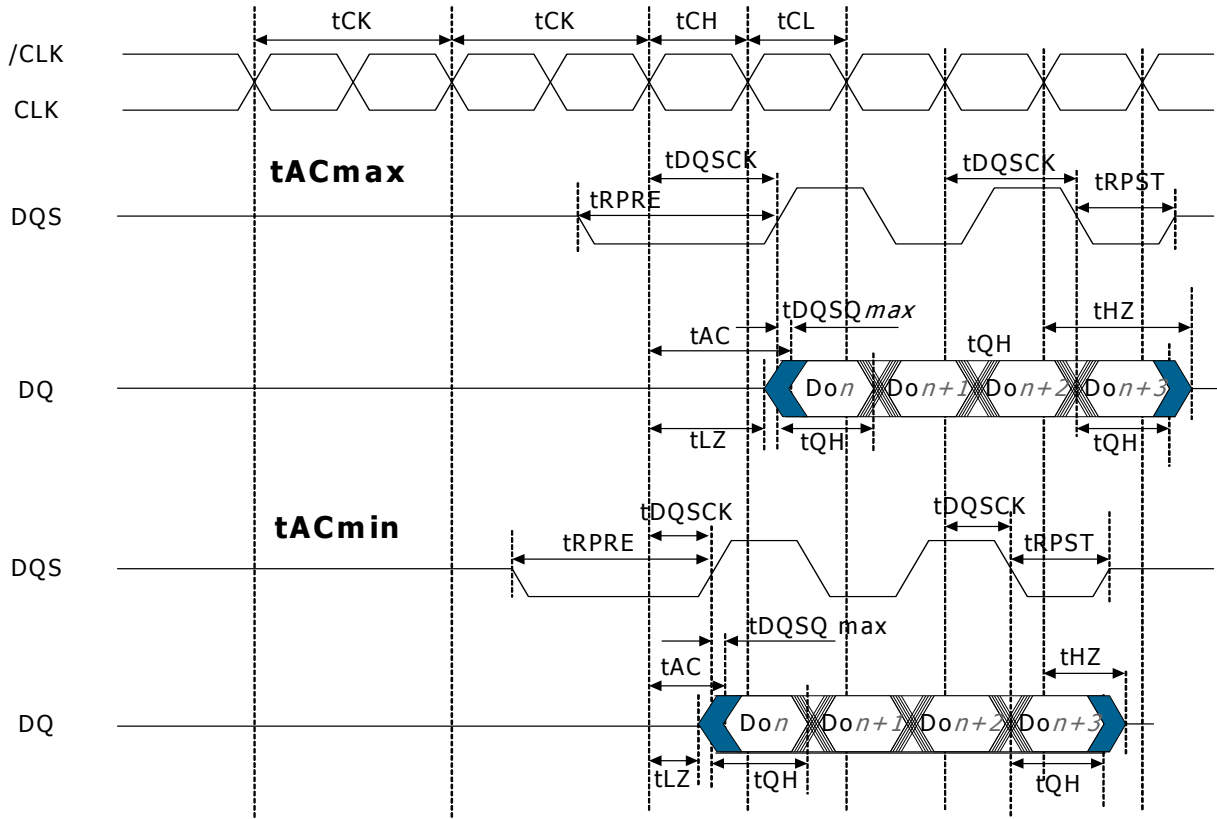 tCK tCK tCH tCL
/CLK
CLK
tACmax
tDQSCK tDQSCK
tRPRE tRPST
DQS
tDQSQmax tHZ
tAC tQH
DQ Don Don+1 Don+2 Don+3
tLZ tQH tQH
tACmin
tDQSCK tDQSCK
tRPRE tRPST
DQS
tDQSQ max
tAC tHZ
DQ Don Don+1 Don+2 Don+3
tLZ tQH tQH